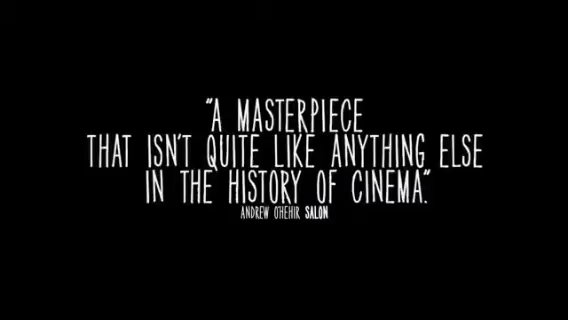 "A MASTERPIECE
THAT ISN'T QUITE LIKE ANYTHING ELSE
IN THE HISTORY OF CINEMA."
ANDREW O'HEHIR SALON